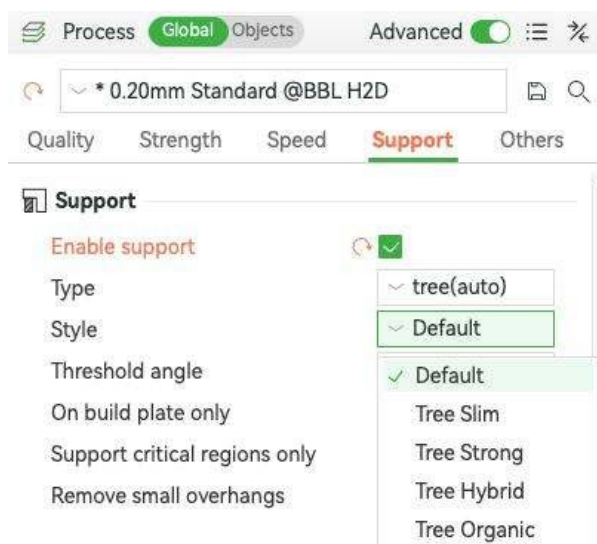 Process Global Objects Advanced
* 0.20mm Standard @BBL H2D
Quality Strength Speed Support Others
Support
Enable support
Type tree(auto)
Style Default
Threshold angle Default
On build plate only Tree Slim
Support critical regions only Tree Strong
Remove small overhangs Tree Hybrid
Tree Organic